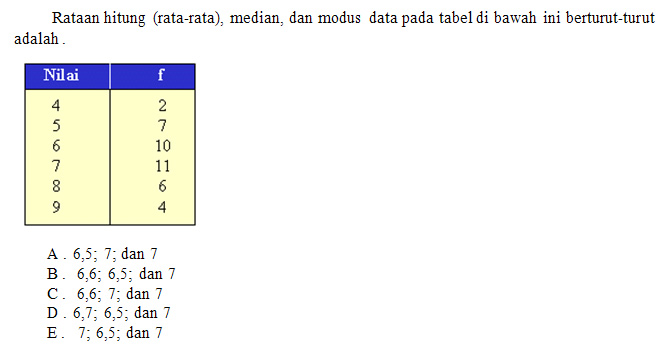 Rataan hitung (rata-rata), median, dan modus data pada tabel di bawah ini berturut-turut
adalah .
Nilai f
4 2
5 7
6 10
7 11
8 6
9 4
A . 6,5; 7; dan 7
B . 6,6; 6,5; dan 7
C . 6,6; 7; dan 7
D . 6,7; 6,5; dan 7
E . 7; 6,5; dan 7